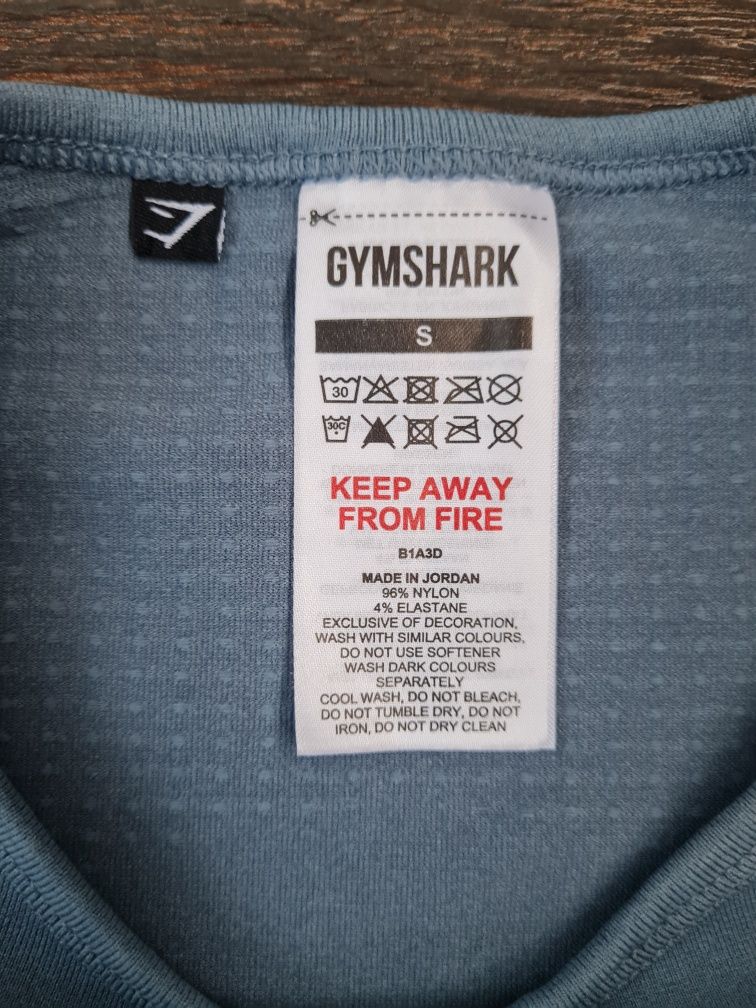 GYMSHARK
S
30
30C
KEEP AWAY
FROM FIRE
B1A3D
MADE IN JORDAN
96% NYLON
4% ELASTANE
EXCLUSIVE OF DECORATION,
WASH WITH SIMILAR COLOURS,
DO NOT USE SOFTENER
WASH DARK COLOURS
SEPARATELY
COOL WASH, DO NOT BLEACH,
DO NOT TUMBLE DRY, DO NOT
IRON, DO NOT DRY CLEAN